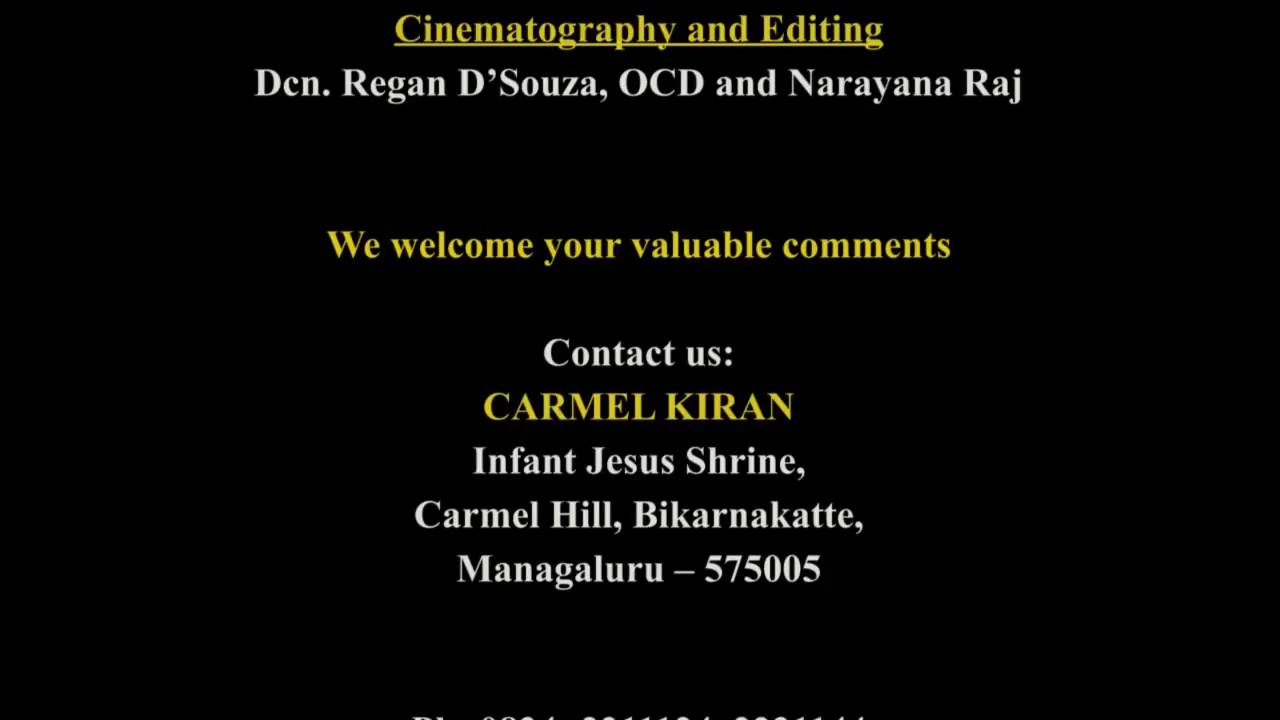 Cinematography and Editing
Dcn. Regan D’Souza, OCD and Narayana Raj
We welcome your valuable comments
Contact us:
CARMEL KIRAN
Infant Jesus Shrine,
Carmel Hill, Bikarnakatte,
Managaluru – 575005